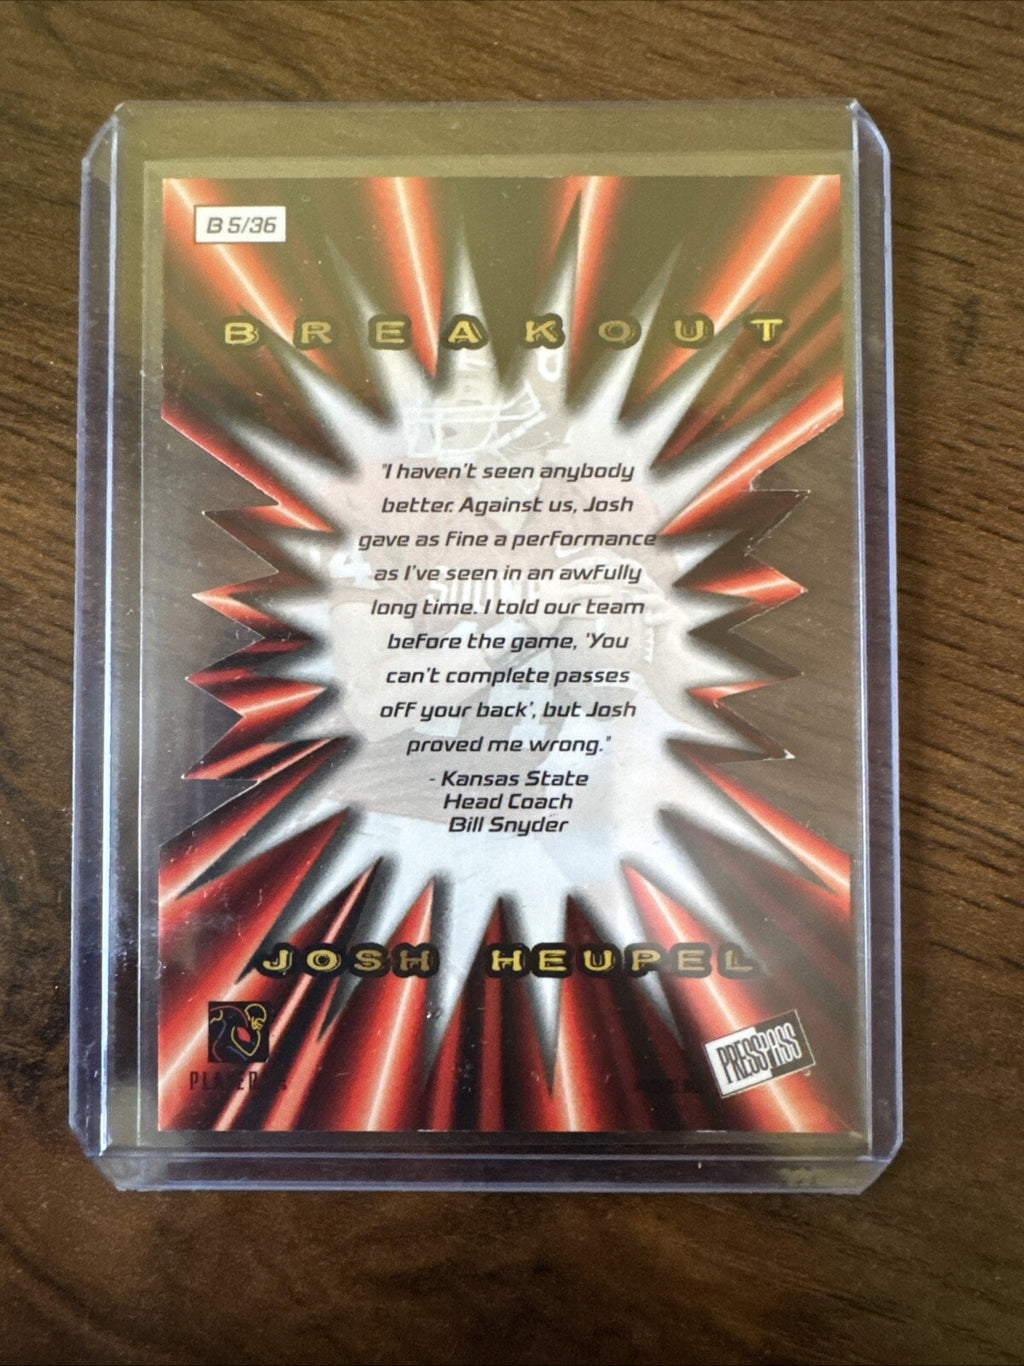 B 5/36
BREAKOUT
"I haven't seen anybody
better. Against us, Josh
gave as fine a performance
as I've seen in an awfully
long time. I told our team
before the game, 'You
can't complete passes
off your back', but Josh
proved me wrong."
- Kansas State
Head Coach
Bill Snyder
JOSH HEUPEL
PRESS PASS